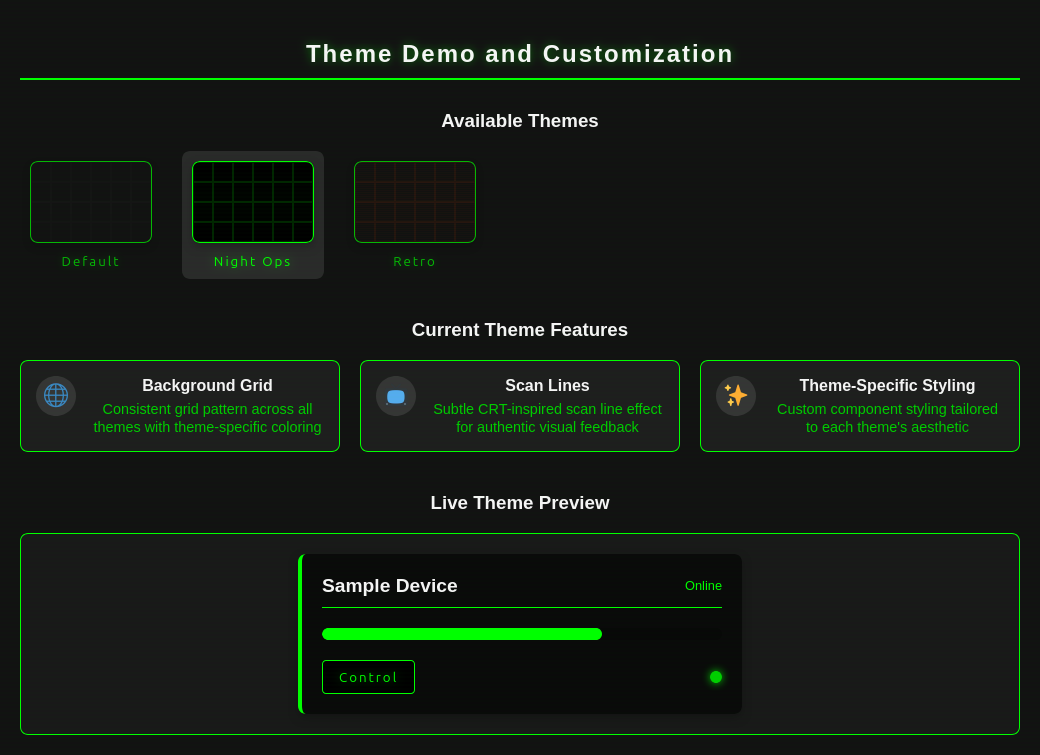 Theme Demo and Customization
Available Themes
Default
Night Ops
Retro
Current Theme Features
Background Grid
Consistent grid pattern across all
themes with theme-specific coloring
Scan Lines
Subtle CRT-inspired scan line effect
for authentic visual feedback
Theme-Specific Styling
Custom component styling tailored
to each theme's aesthetic
Live Theme Preview
Sample Device
Online
Control